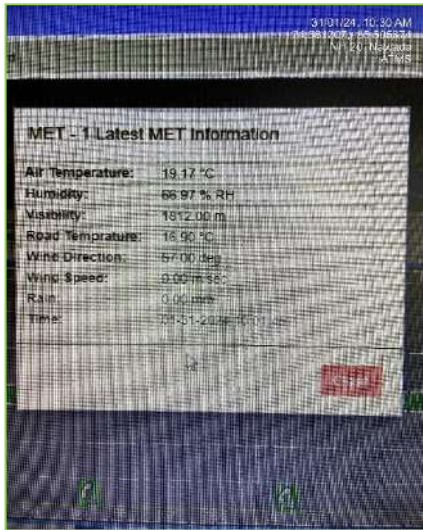 31/01/24, 10:30 AM
NH 20, Nawada
ATMS
MET - 1 Latest MET Information
Air Temperature: 19.17 °C
Humidity: 66.97 % RH
Visibility: 1812.00 m
Road Temprature: 16.90 °C
Wind Direction: 57.00 deg
Wind Speed: 0.00 m/sec
Rain: 0.00 mm
Time: